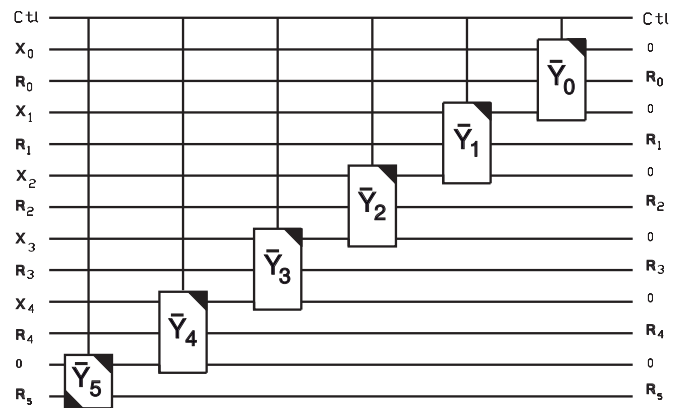 Ctl Ctl
X₀ 0
R₀ Ȳ₀ R₀
X₁ 0
R₁ Ȳ₁ R₁
X₂ 0
R₂ Ȳ₂ R₂
X₃ 0
R₃ Ȳ₃ R₃
X₄ 0
R₄ Ȳ₄ R₄
0 0
R₅ Ȳ₅ R₅